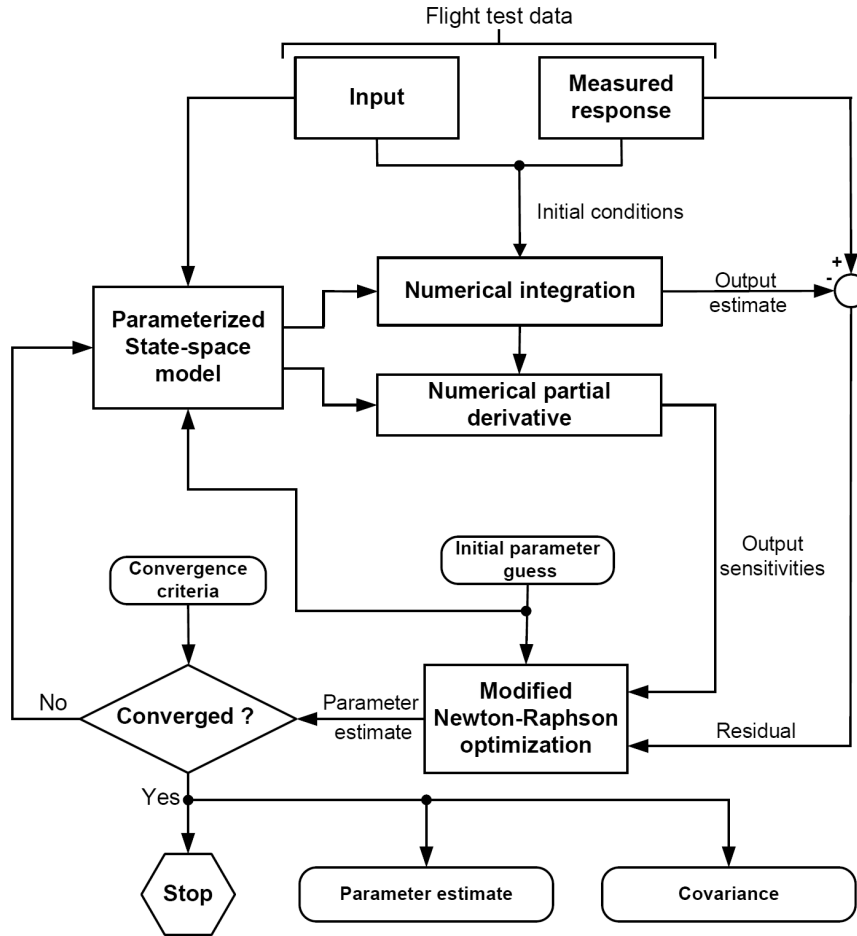 Flight test data
Input
Measured
response
Initial conditions
+
-
Numerical integration
Output
estimate
Parameterized
State-space
model
Numerical partial
derivative
Output
sensitivities
Initial parameter
guess
Convergence
criteria
No
Converged ?
Parameter
estimate
Modified
Newton-Raphson
optimization
Residual
Yes
Stop
Parameter estimate
Covariance